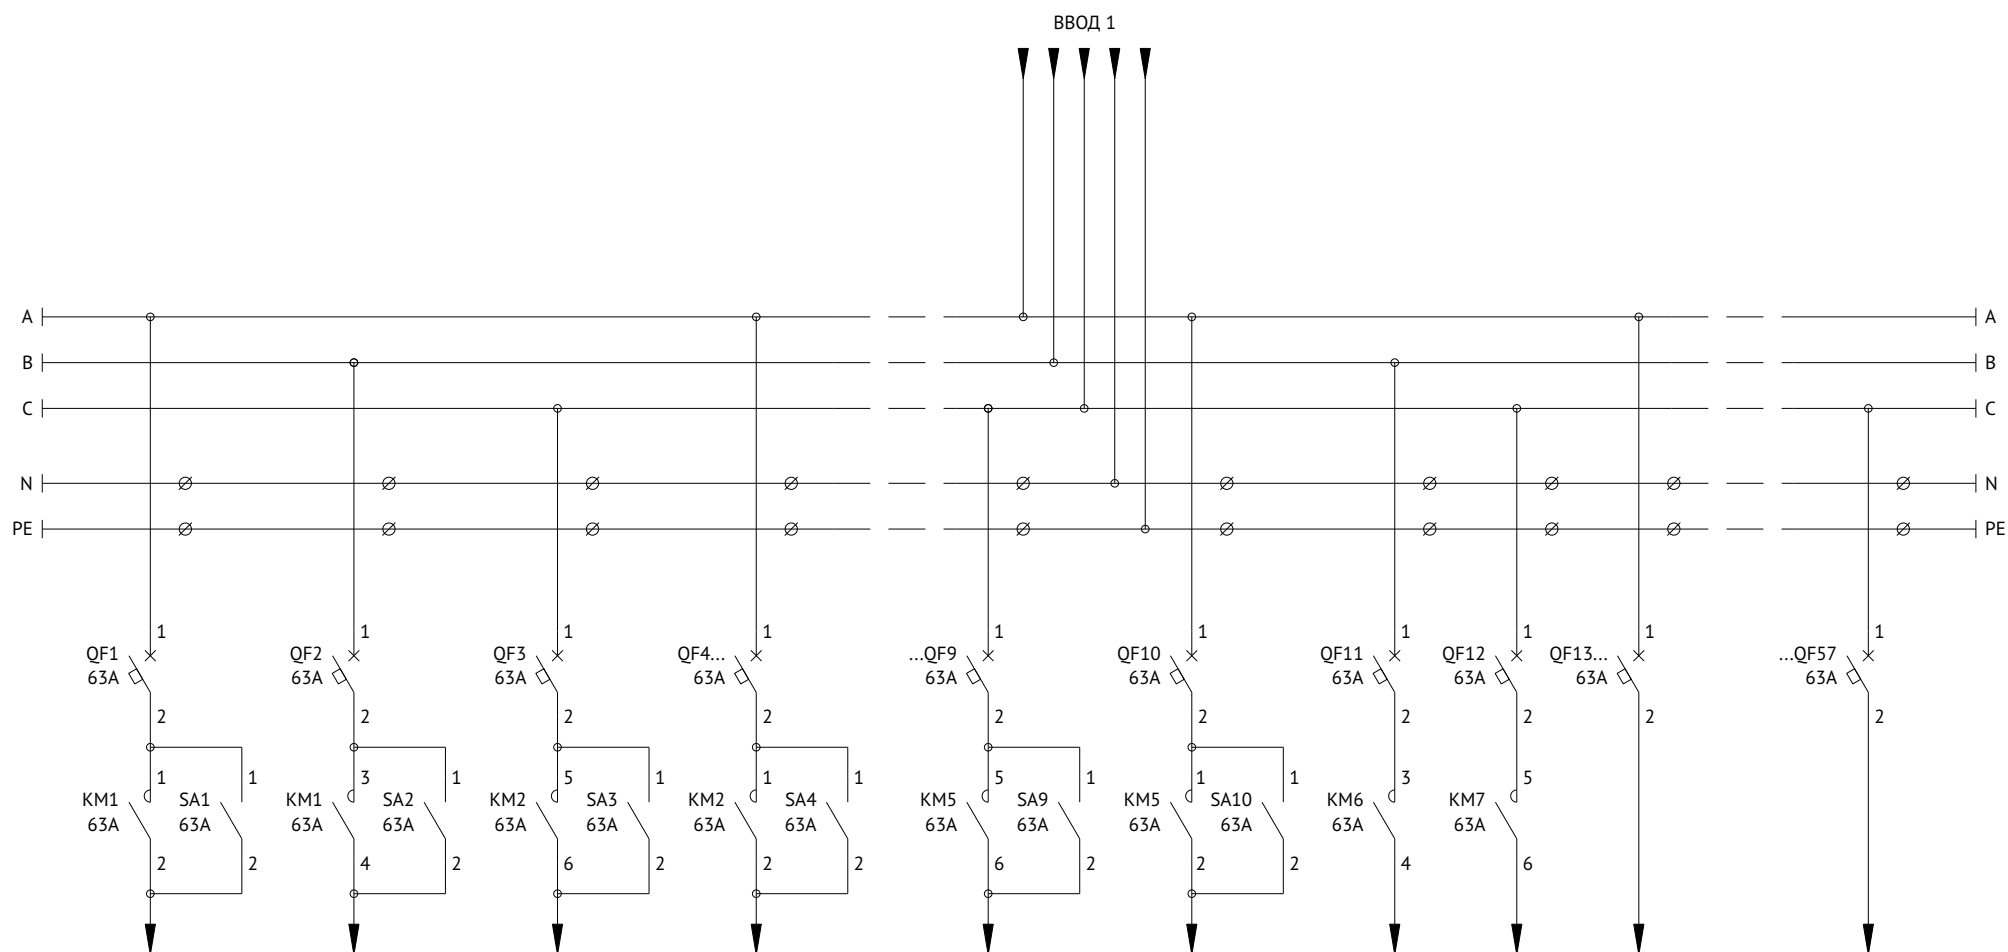 ВВОД 1
A A
B B
C C
N N
PE PE
1 1 1 1 1 1 1 1 1 1
QF1 QF2 QF3 QF4... ...QF9 QF10 QF11 QF12 QF13... ...QF57
63A 63A 63A 63A 63A 63A 63A 63A 63A 63A
2 2 2 2 2 2 2 2 2 2
1 1 3 1 5 1 1 1 5 1 1 1 3 5
KM1 SA1 KM1 SA2 KM2 SA3 KM2 SA4 KM5 SA9 KM5 SA10 KM6 KM7
63A 63A 63A 63A 63A 63A 63A 63A 63A 63A 63A 63A 63A 63A
2 2 4 2 6 2 2 2 6 2 2 2 4 6